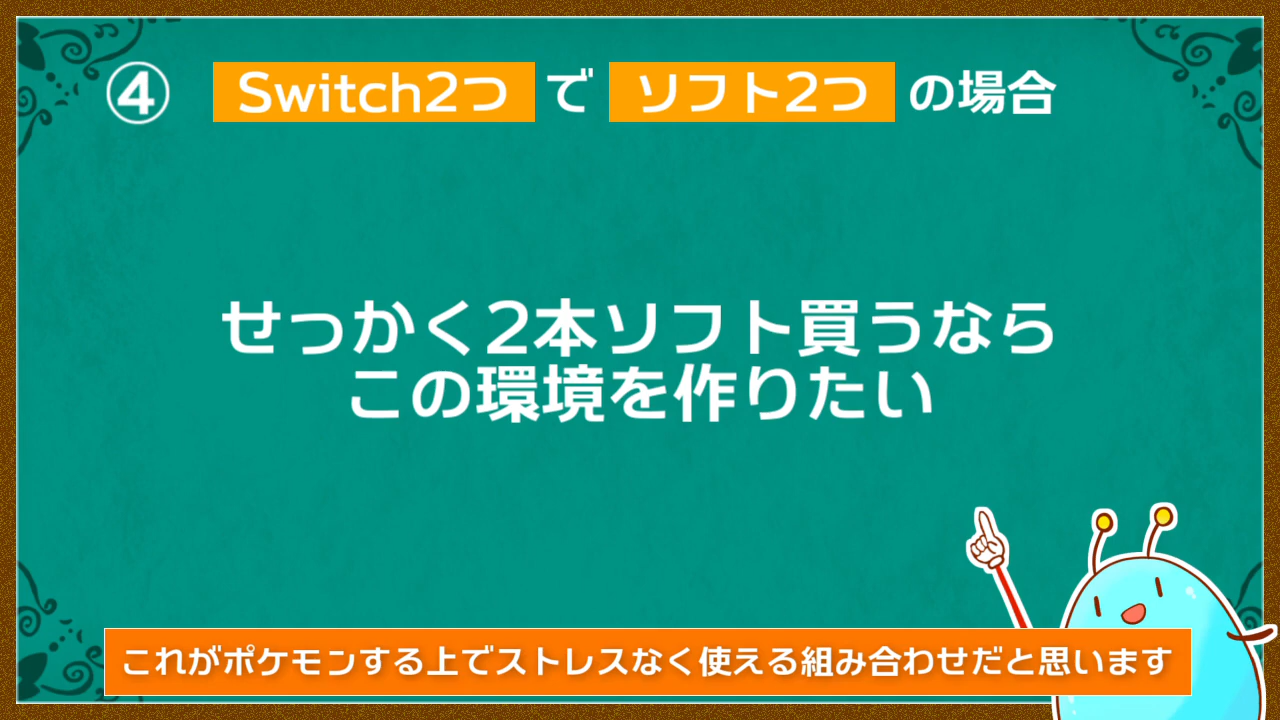 ④ Switch2つ で ソフト2つ の場合
せっかく2本ソフト買うなら
この環境を作りたい
これがポケモンする上でストレスなく使える組み合わせだと思います